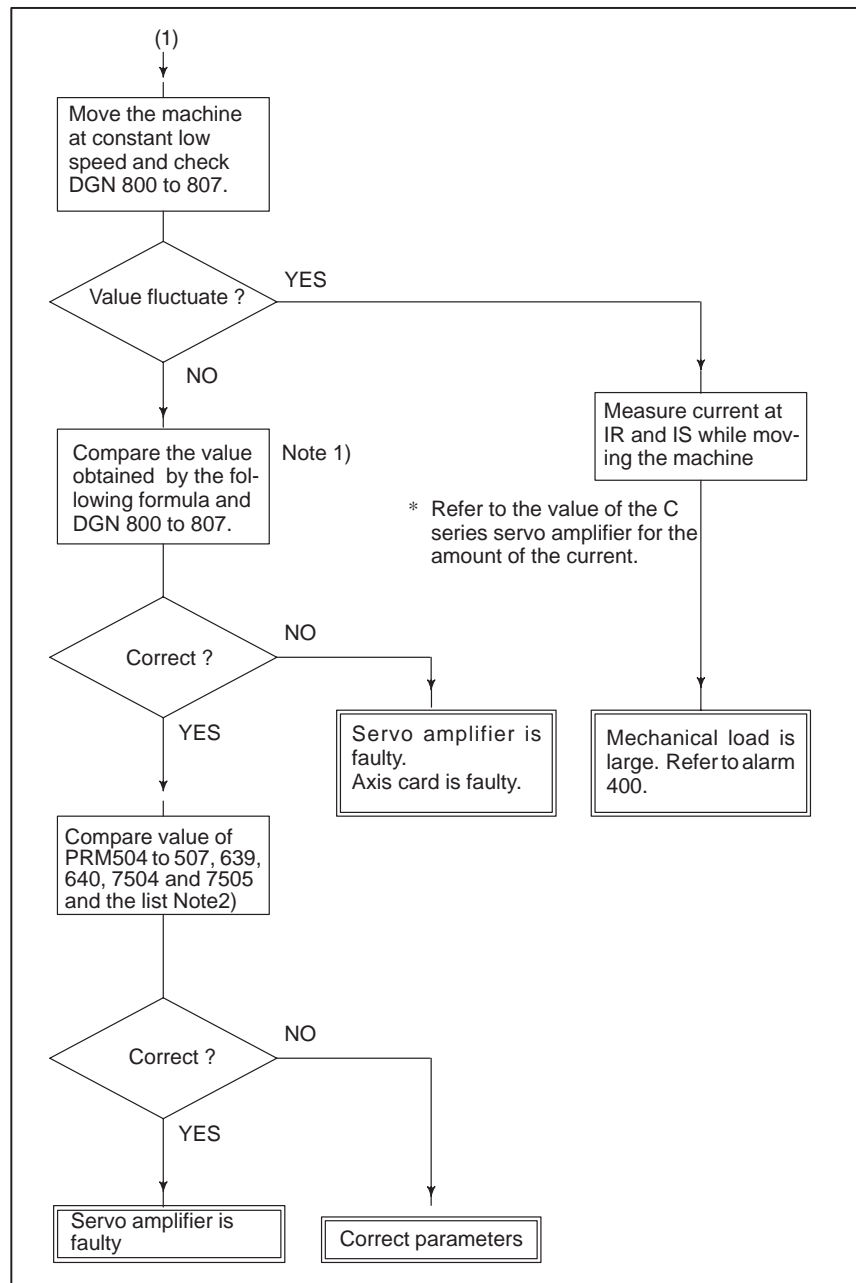 (1)
Move the machine
at constant low
speed and check
DGN 800 to 807.
Value fluctuate ?
YES
NO
Measure current at
IR and IS while mov-
ing the machine
Compare the value
obtained by the fol-
lowing formula and
DGN 800 to 807.
Note 1)
* Refer to the value of the C
series servo amplifier for the
amount of the current.
Correct ?
NO
YES
Servo amplifier is
faulty.
Axis card is faulty.
Mechanical load is
large. Refer to alarm
400.
Compare value of
PRM504 to 507, 639,
640, 7504 and 7505
and the list Note2)
Correct ?
NO
YES
Servo amplifier is
faulty
Correct parameters